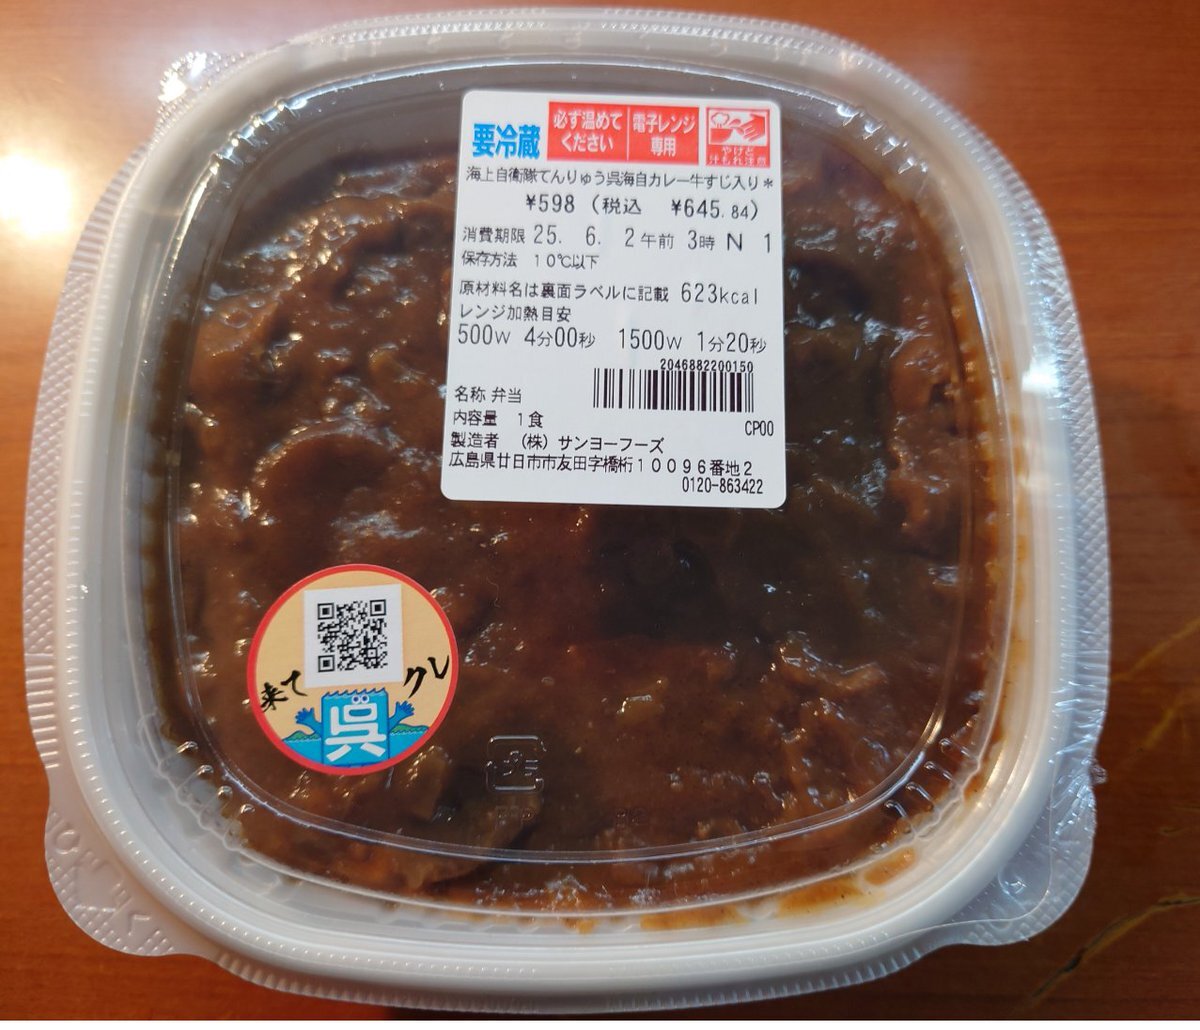 要冷蔵
必ず温めて
ください
電子レンジ
専用
やけど
汁もれ注意
海上自衛隊てんりゅう呉海自カレー牛すじ入り*
¥598 (税込 ¥645.84)
消費期限 25. 6. 2午前 3時 N 1
保存方法 10℃以下
原材料名は裏面ラベルに記載 623kcal
レンジ加熱目安
500W 4分00秒 1500W 1分20秒
2046882200150
名称 弁当
CP00
内容量 1食
製造者 (株) サンヨーフーズ
広島県廿日市市友田字橋桁10096番地2
0120-863422
来て クレ
呉